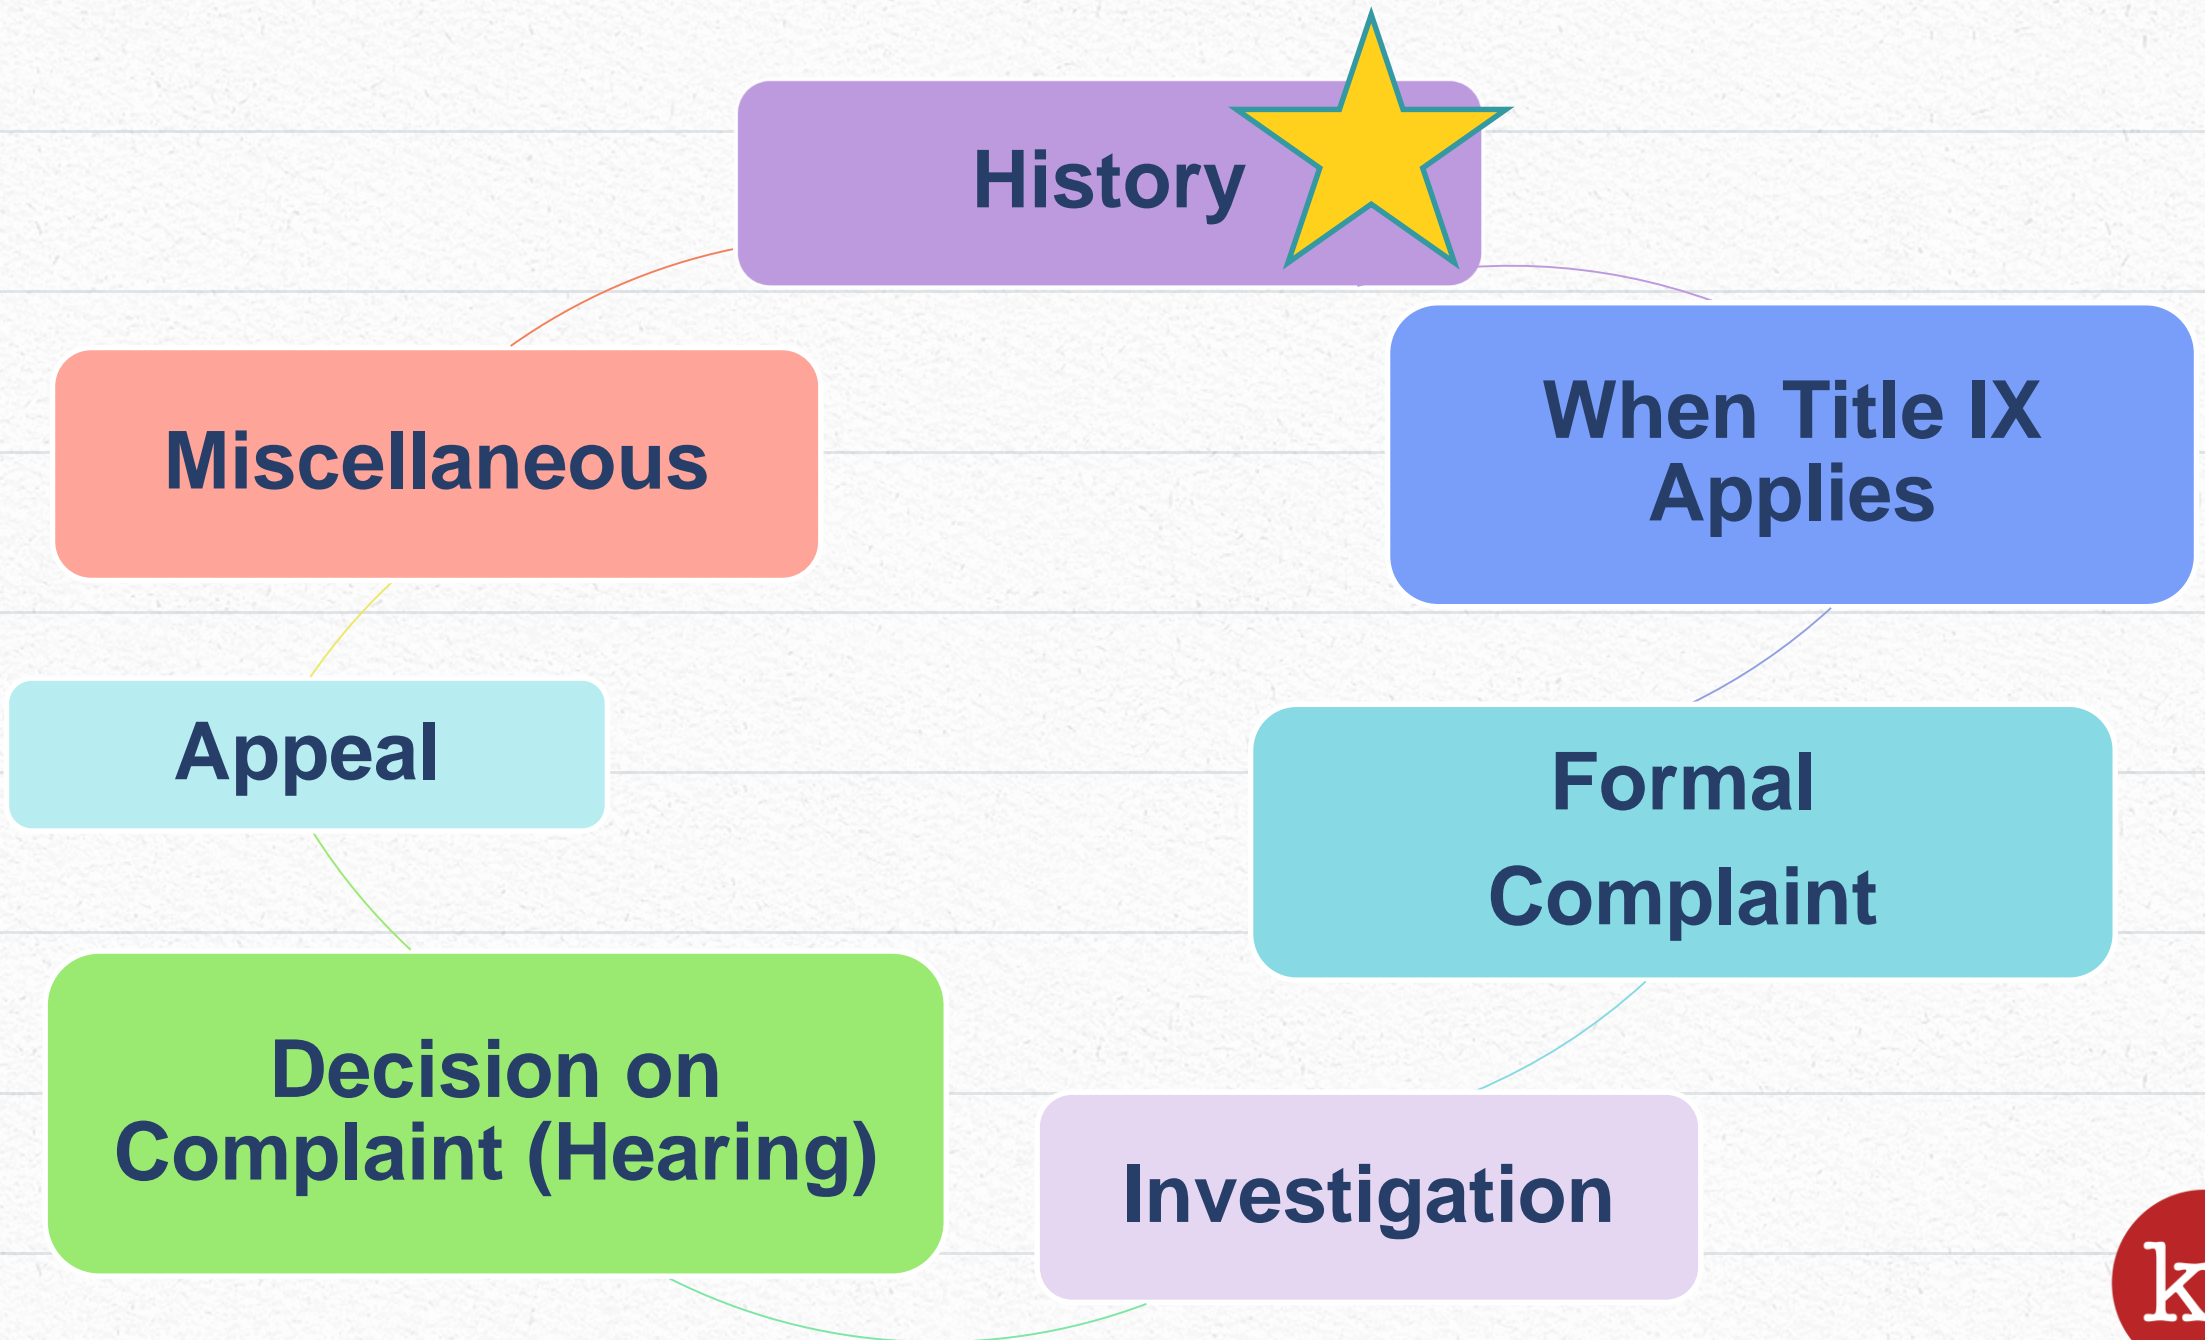 History
When Title IX
Applies
Formal
Complaint
Investigation
Decision on
Complaint (Hearing)
Appeal
Miscellaneous
k